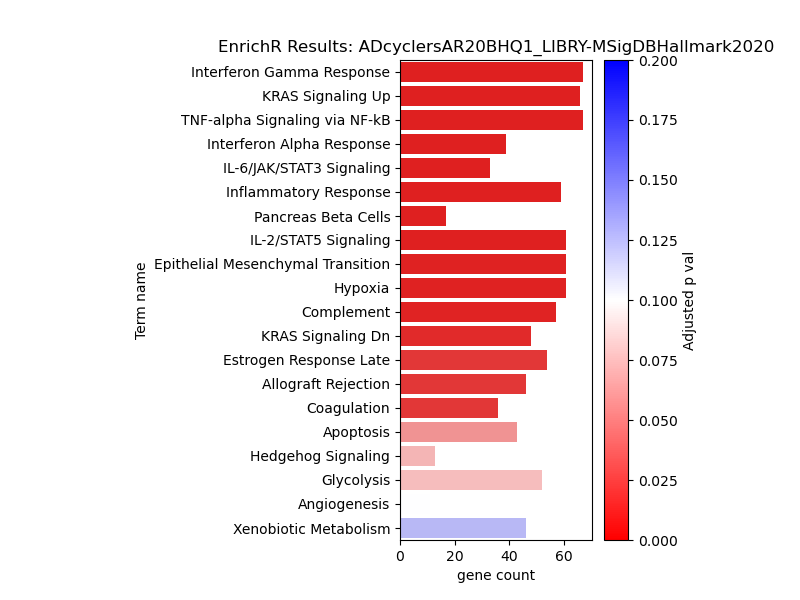 EnrichR Results: ADcyclersAR20BHQ1_LIBRY-MSigDBHallmark2020
Interferon Gamma Response
KRAS Signaling Up
TNF-alpha Signaling via NF-kB
Interferon Alpha Response
IL-6/JAK/STAT3 Signaling
Inflammatory Response
Pancreas Beta Cells
IL-2/STAT5 Signaling
Epithelial Mesenchymal Transition
Hypoxia
Complement
KRAS Signaling Dn
Estrogen Response Late
Allograft Rejection
Coagulation
Apoptosis
Hedgehog Signaling
Glycolysis
Angiogenesis
Xenobiotic Metabolism
Term name
0 20 40 60
gene count
0.200
0.175
0.150
0.125
0.100
0.075
0.050
0.025
0.000
Adjusted p val